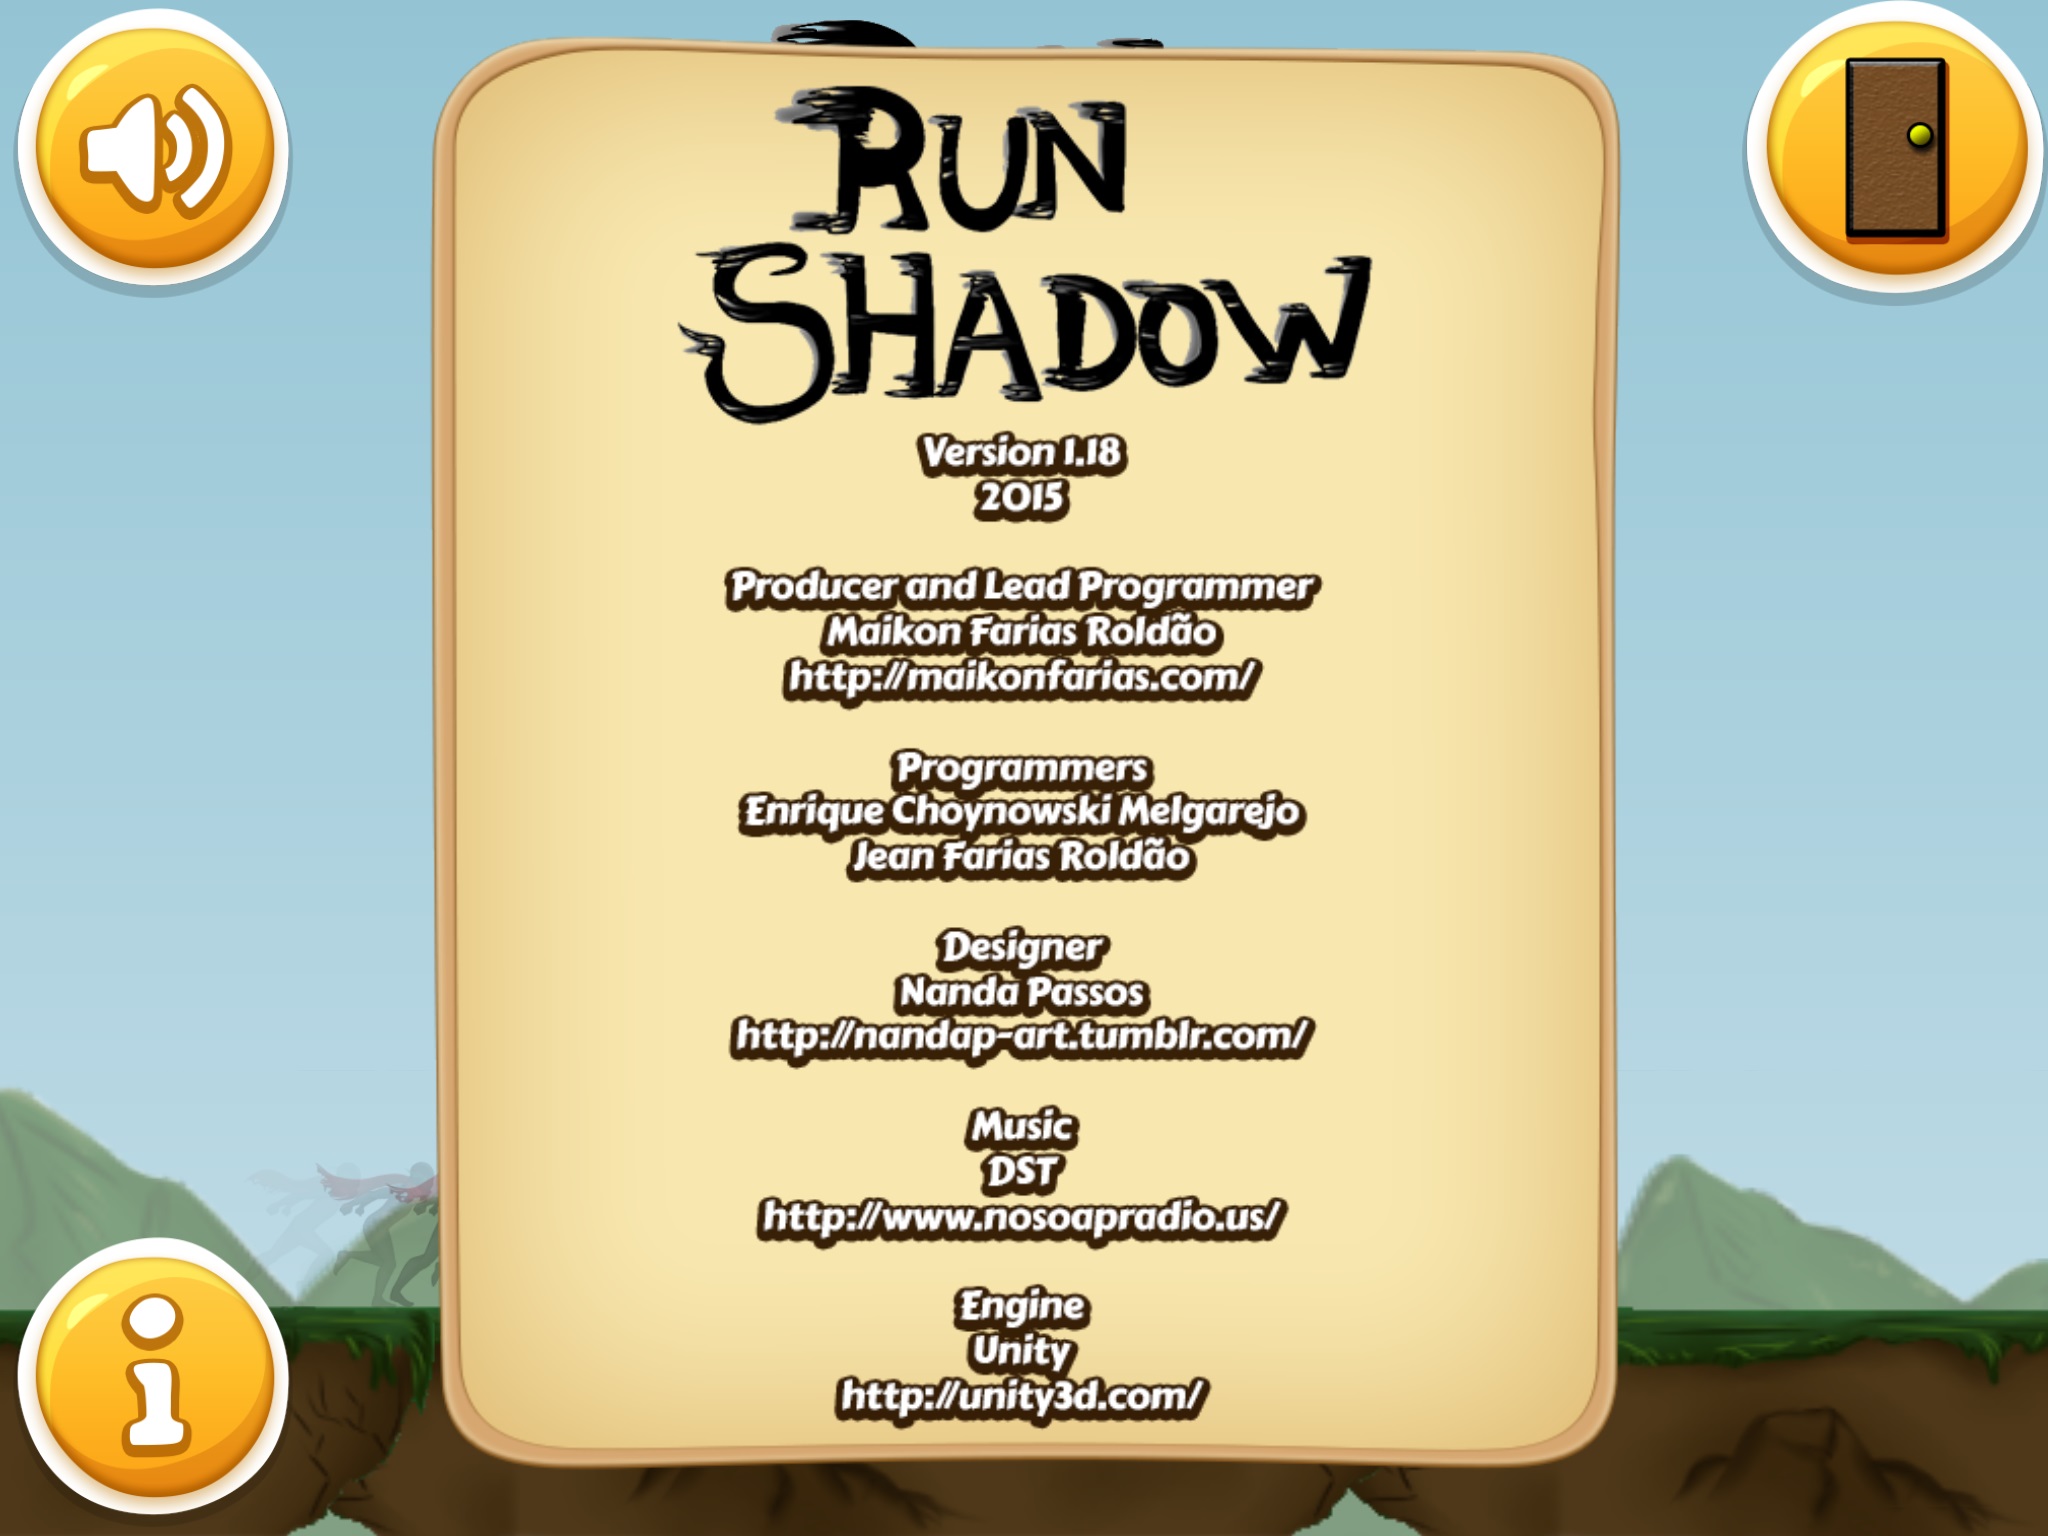 RUN
SHADOW
Version 1.18
2015
Producer and Lead Programmer
Maikon Farias Roldão
http://maikonfarias.com/
Programmers
Enrique Choynowski Melgarejo
Jean Farias Roldão
Designer
Nanda Passos
http://nandap-art.tumblr.com/
Music
DST
http://www.nosoapradio.us/
Engine
Unity
http://unity3d.com/